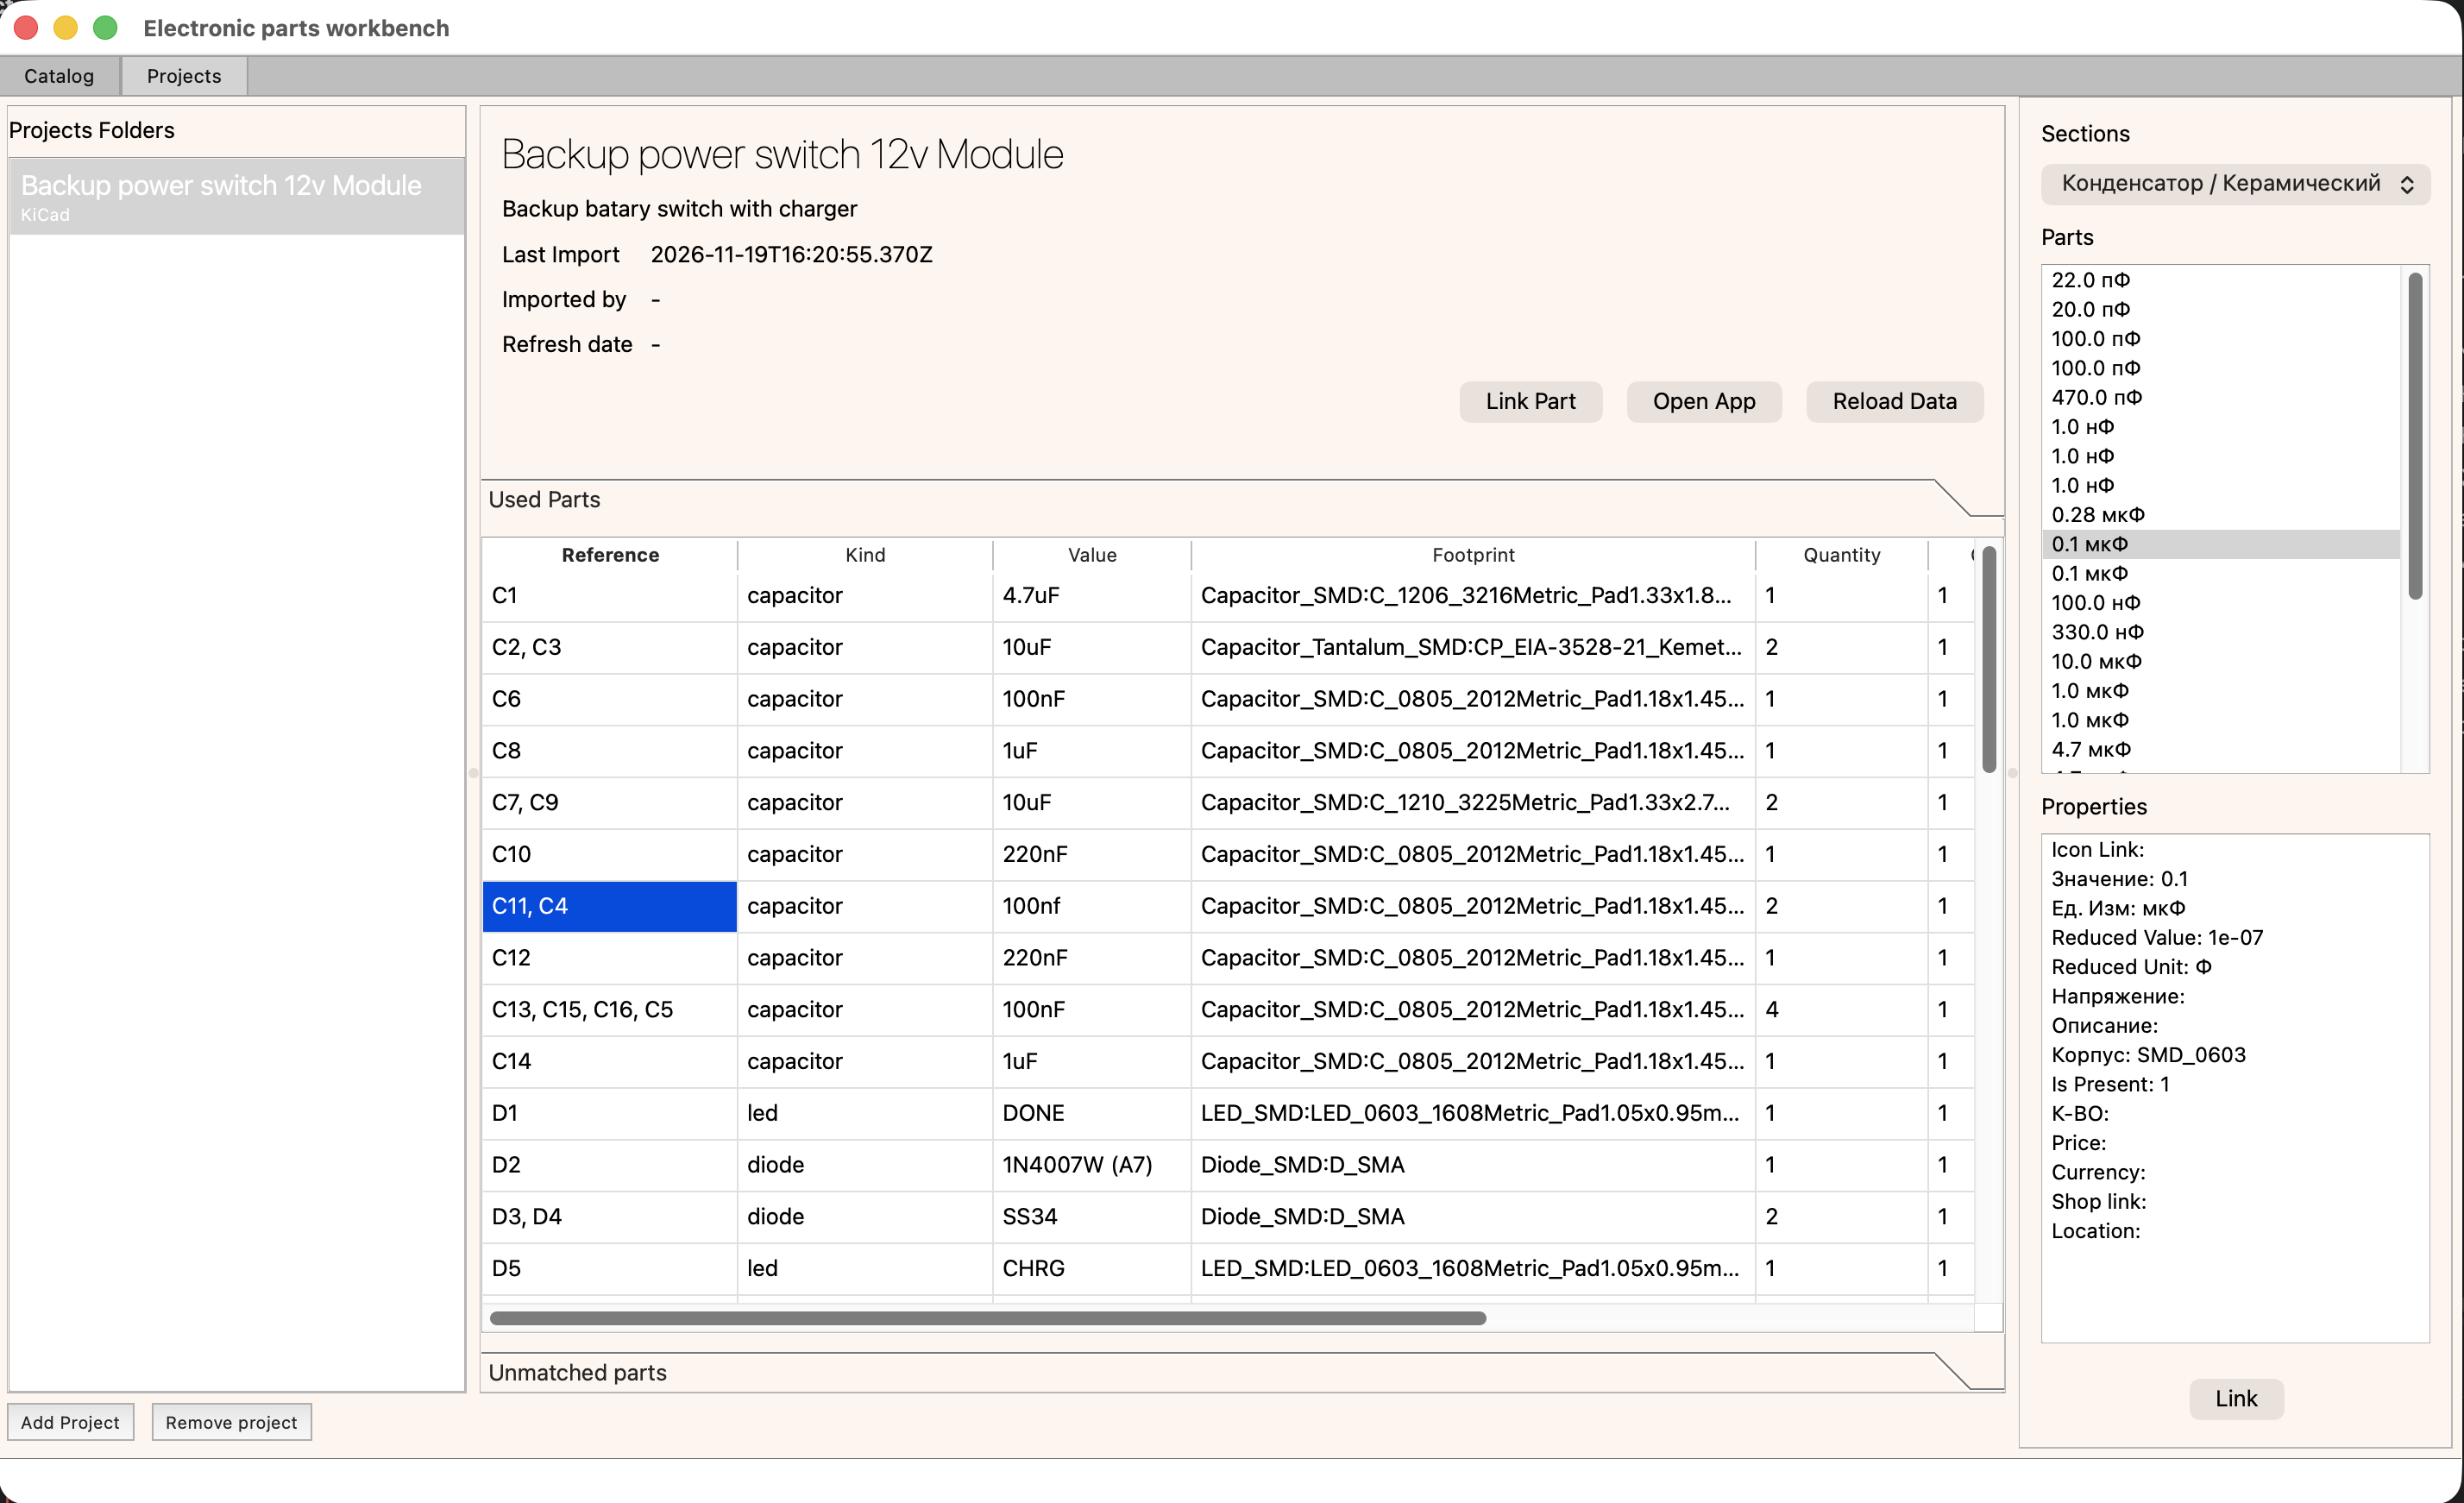 Electronic parts workbench
Catalog
Projects
Projects Folders
Backup power switch 12v Module
KiCad
Add Project
Remove project
Backup power switch 12v Module
Backup batary switch with charger
Last Import 2026-11-19T16:20:55.370Z
Imported by -
Refresh date -
Link Part
Open App
Reload Data
Used Parts
Reference Kind Value Footprint Quantity
C1 capacitor 4.7uF Capacitor_SMD:C_1206_3216Metric_Pad1.33x1.8... 1 1
C2, C3 capacitor 10uF Capacitor_Tantalum_SMD:CP_EIA-3528-21_Kemet... 2 1
C6 capacitor 100nF Capacitor_SMD:C_0805_2012Metric_Pad1.18x1.45... 1 1
C8 capacitor 1uF Capacitor_SMD:C_0805_2012Metric_Pad1.18x1.45... 1 1
C7, C9 capacitor 10uF Capacitor_SMD:C_1210_3225Metric_Pad1.33x2.7... 2 1
C10 capacitor 220nF Capacitor_SMD:C_0805_2012Metric_Pad1.18x1.45... 1 1
C11, C4 capacitor 100nf Capacitor_SMD:C_0805_2012Metric_Pad1.18x1.45... 2 1
C12 capacitor 220nF Capacitor_SMD:C_0805_2012Metric_Pad1.18x1.45... 1 1
C13, C15, C16, C5 capacitor 100nF Capacitor_SMD:C_0805_2012Metric_Pad1.18x1.45... 4 1
C14 capacitor 1uF Capacitor_SMD:C_0805_2012Metric_Pad1.18x1.45... 1 1
D1 led DONE LED_SMD:LED_0603_1608Metric_Pad1.05x0.95m... 1 1
D2 diode 1N4007W (A7) Diode_SMD:D_SMA 1 1
D3, D4 diode SS34 Diode_SMD:D_SMA 2 1
D5 led CHRG LED_SMD:LED_0603_1608Metric_Pad1.05x0.95m... 1 1
Unmatched parts
Sections
Конденсатор / Керамический
Parts
22.0 пФ
20.0 пФ
100.0 пФ
100.0 пФ
470.0 пФ
1.0 нФ
1.0 нФ
1.0 нФ
0.28 мкФ
0.1 мкФ
0.1 мкФ
100.0 нФ
330.0 нФ
10.0 мкФ
1.0 мкФ
1.0 мкФ
4.7 мкФ
Properties
Icon Link:
Значение: 0.1
Ед. Изм: мкФ
Reduced Value: 1e-07
Reduced Unit: Ф
Напряжение:
Описание:
Корпус: SMD_0603
Is Present: 1
К-ВО:
Price:
Currency:
Shop link:
Location:
Link